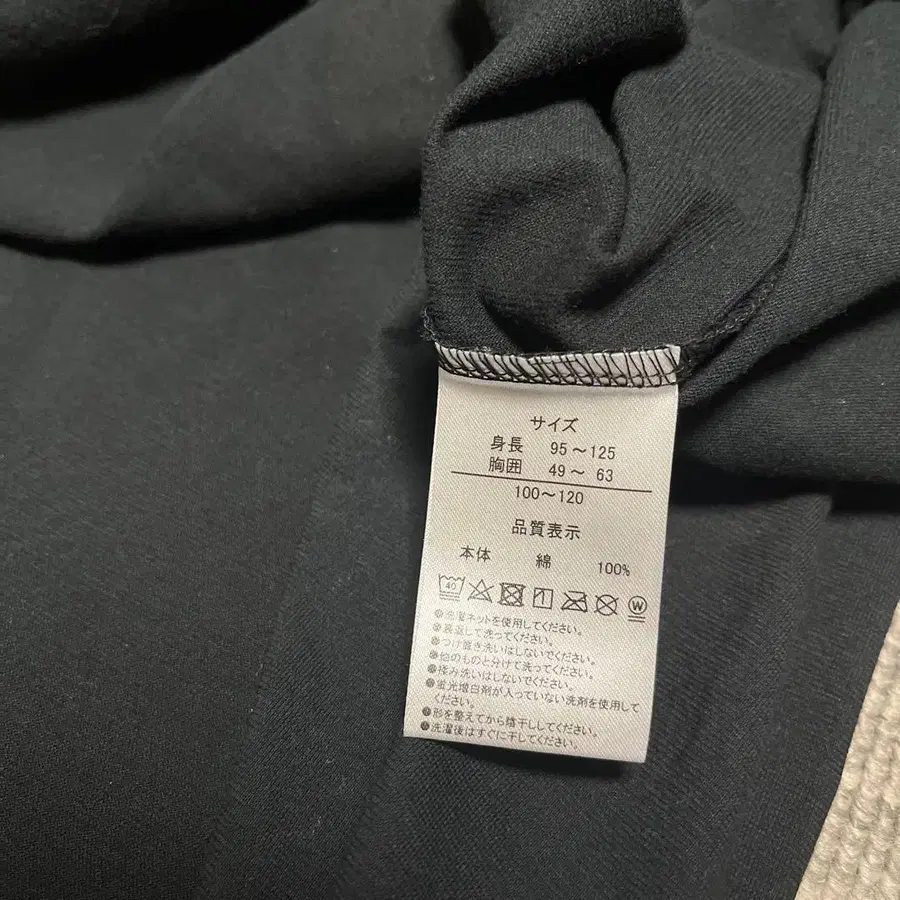 サイズ
身長 95～125
胸囲 49～ 63
100～120
品質表示
本体 綿 100%
40 W
●洗濯ネットを使用してください。
●裏返して洗ってください。
●つけ置き洗いはしないでください。
●他のものと分けて洗ってください。
●揉み洗いはしないでください。
●蛍光増白剤が入っていない洗剤を使用して
ください。
●形を整えてから陰干ししてください。
●洗濯後はすぐに干してください。